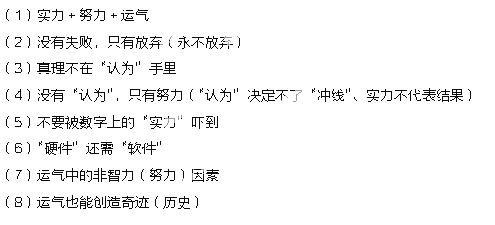 （1）实力＋努力＋运气
（2）没有失败，只有放弃（永不放弃）
（3）真理不在“认为”手里
（4）没有“认为”，只有努力（“认为”决定不了“冲线”、实力不代表结果）
（5）不要被数字上的“实力”吓到
（6）“硬件”还需“软件”
（7）运气中的非智力（努力）因素
（8）运气也能创造奇迹（历史）